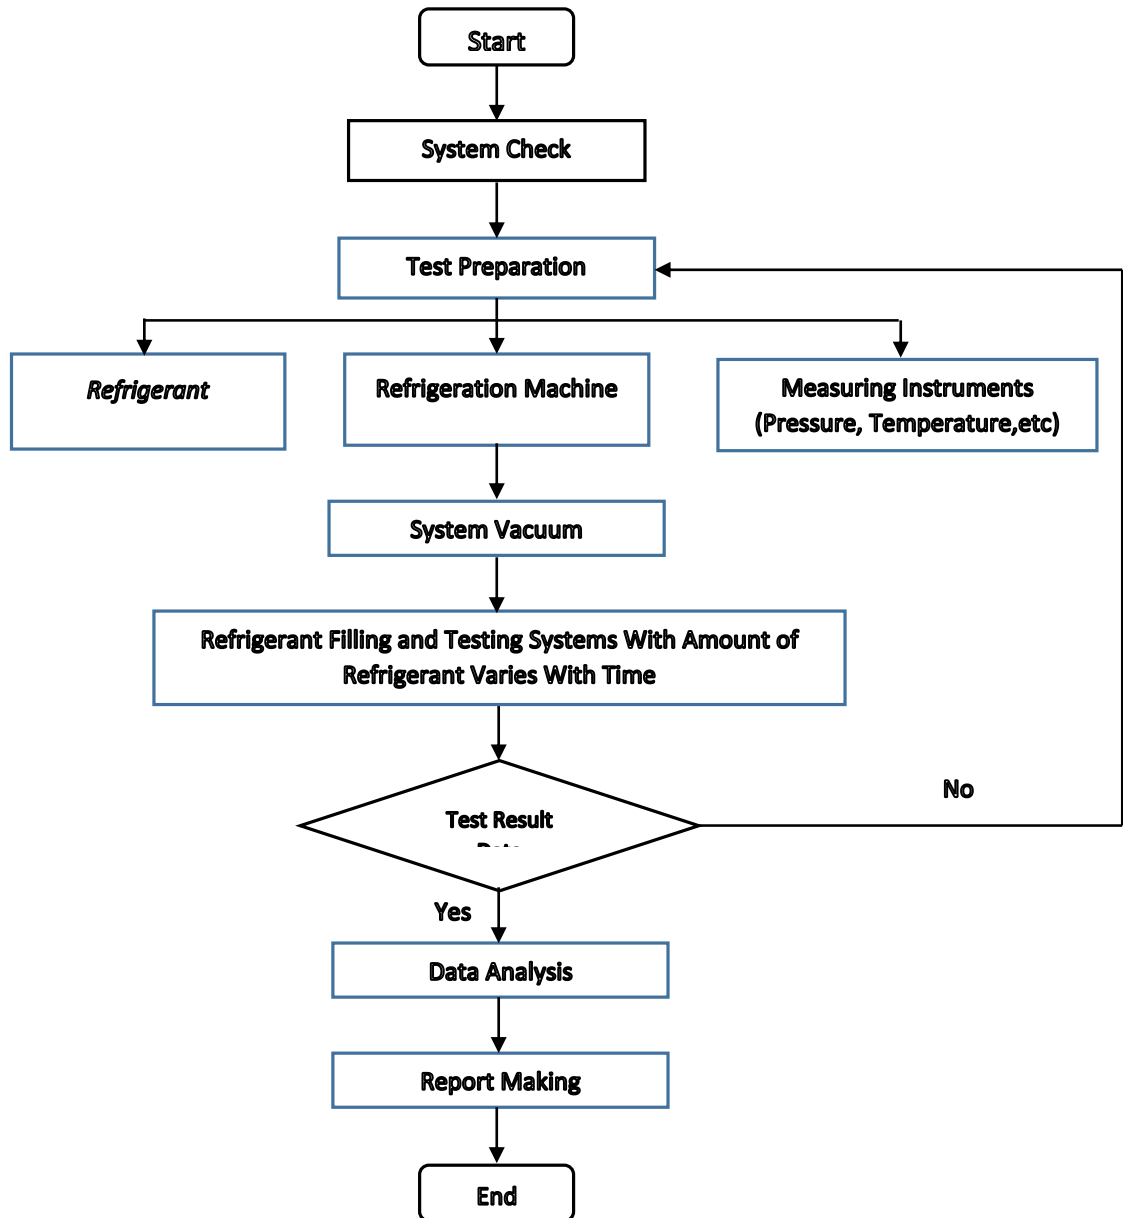 Start
System Check
Test Preparation
Refrigerant
Refrigeration Machine
Measuring Instruments
(Pressure, Temperature,etc)
System Vacuum
Refrigerant Filling and Testing Systems With Amount of
Refrigerant Varies With Time
Test Result
No
Yes
Data Analysis
Report Making
End